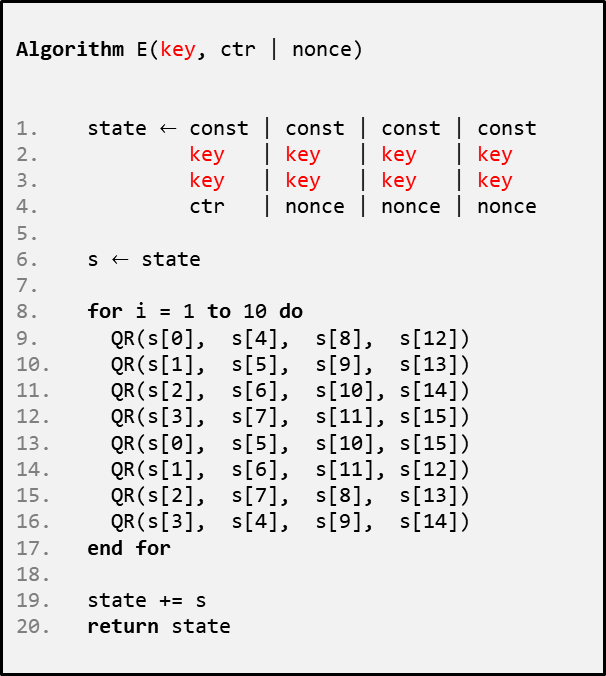 Algorithm E(key, ctr | nonce)
1. state ← const | const | const | const
2. key | key | key | key
3. key | key | key | key
4. ctr | nonce | nonce | nonce
5.
6. s ← state
7.
8. for i = 1 to 10 do
9. QR(s[0], s[4], s[8], s[12])
10. QR(s[1], s[5], s[9], s[13])
11. QR(s[2], s[6], s[10], s[14])
12. QR(s[3], s[7], s[11], s[15])
13. QR(s[0], s[5], s[10], s[15])
14. QR(s[1], s[6], s[11], s[12])
15. QR(s[2], s[7], s[8], s[13])
16. QR(s[3], s[4], s[9], s[14])
17. end for
18.
19. state += s
20. return state